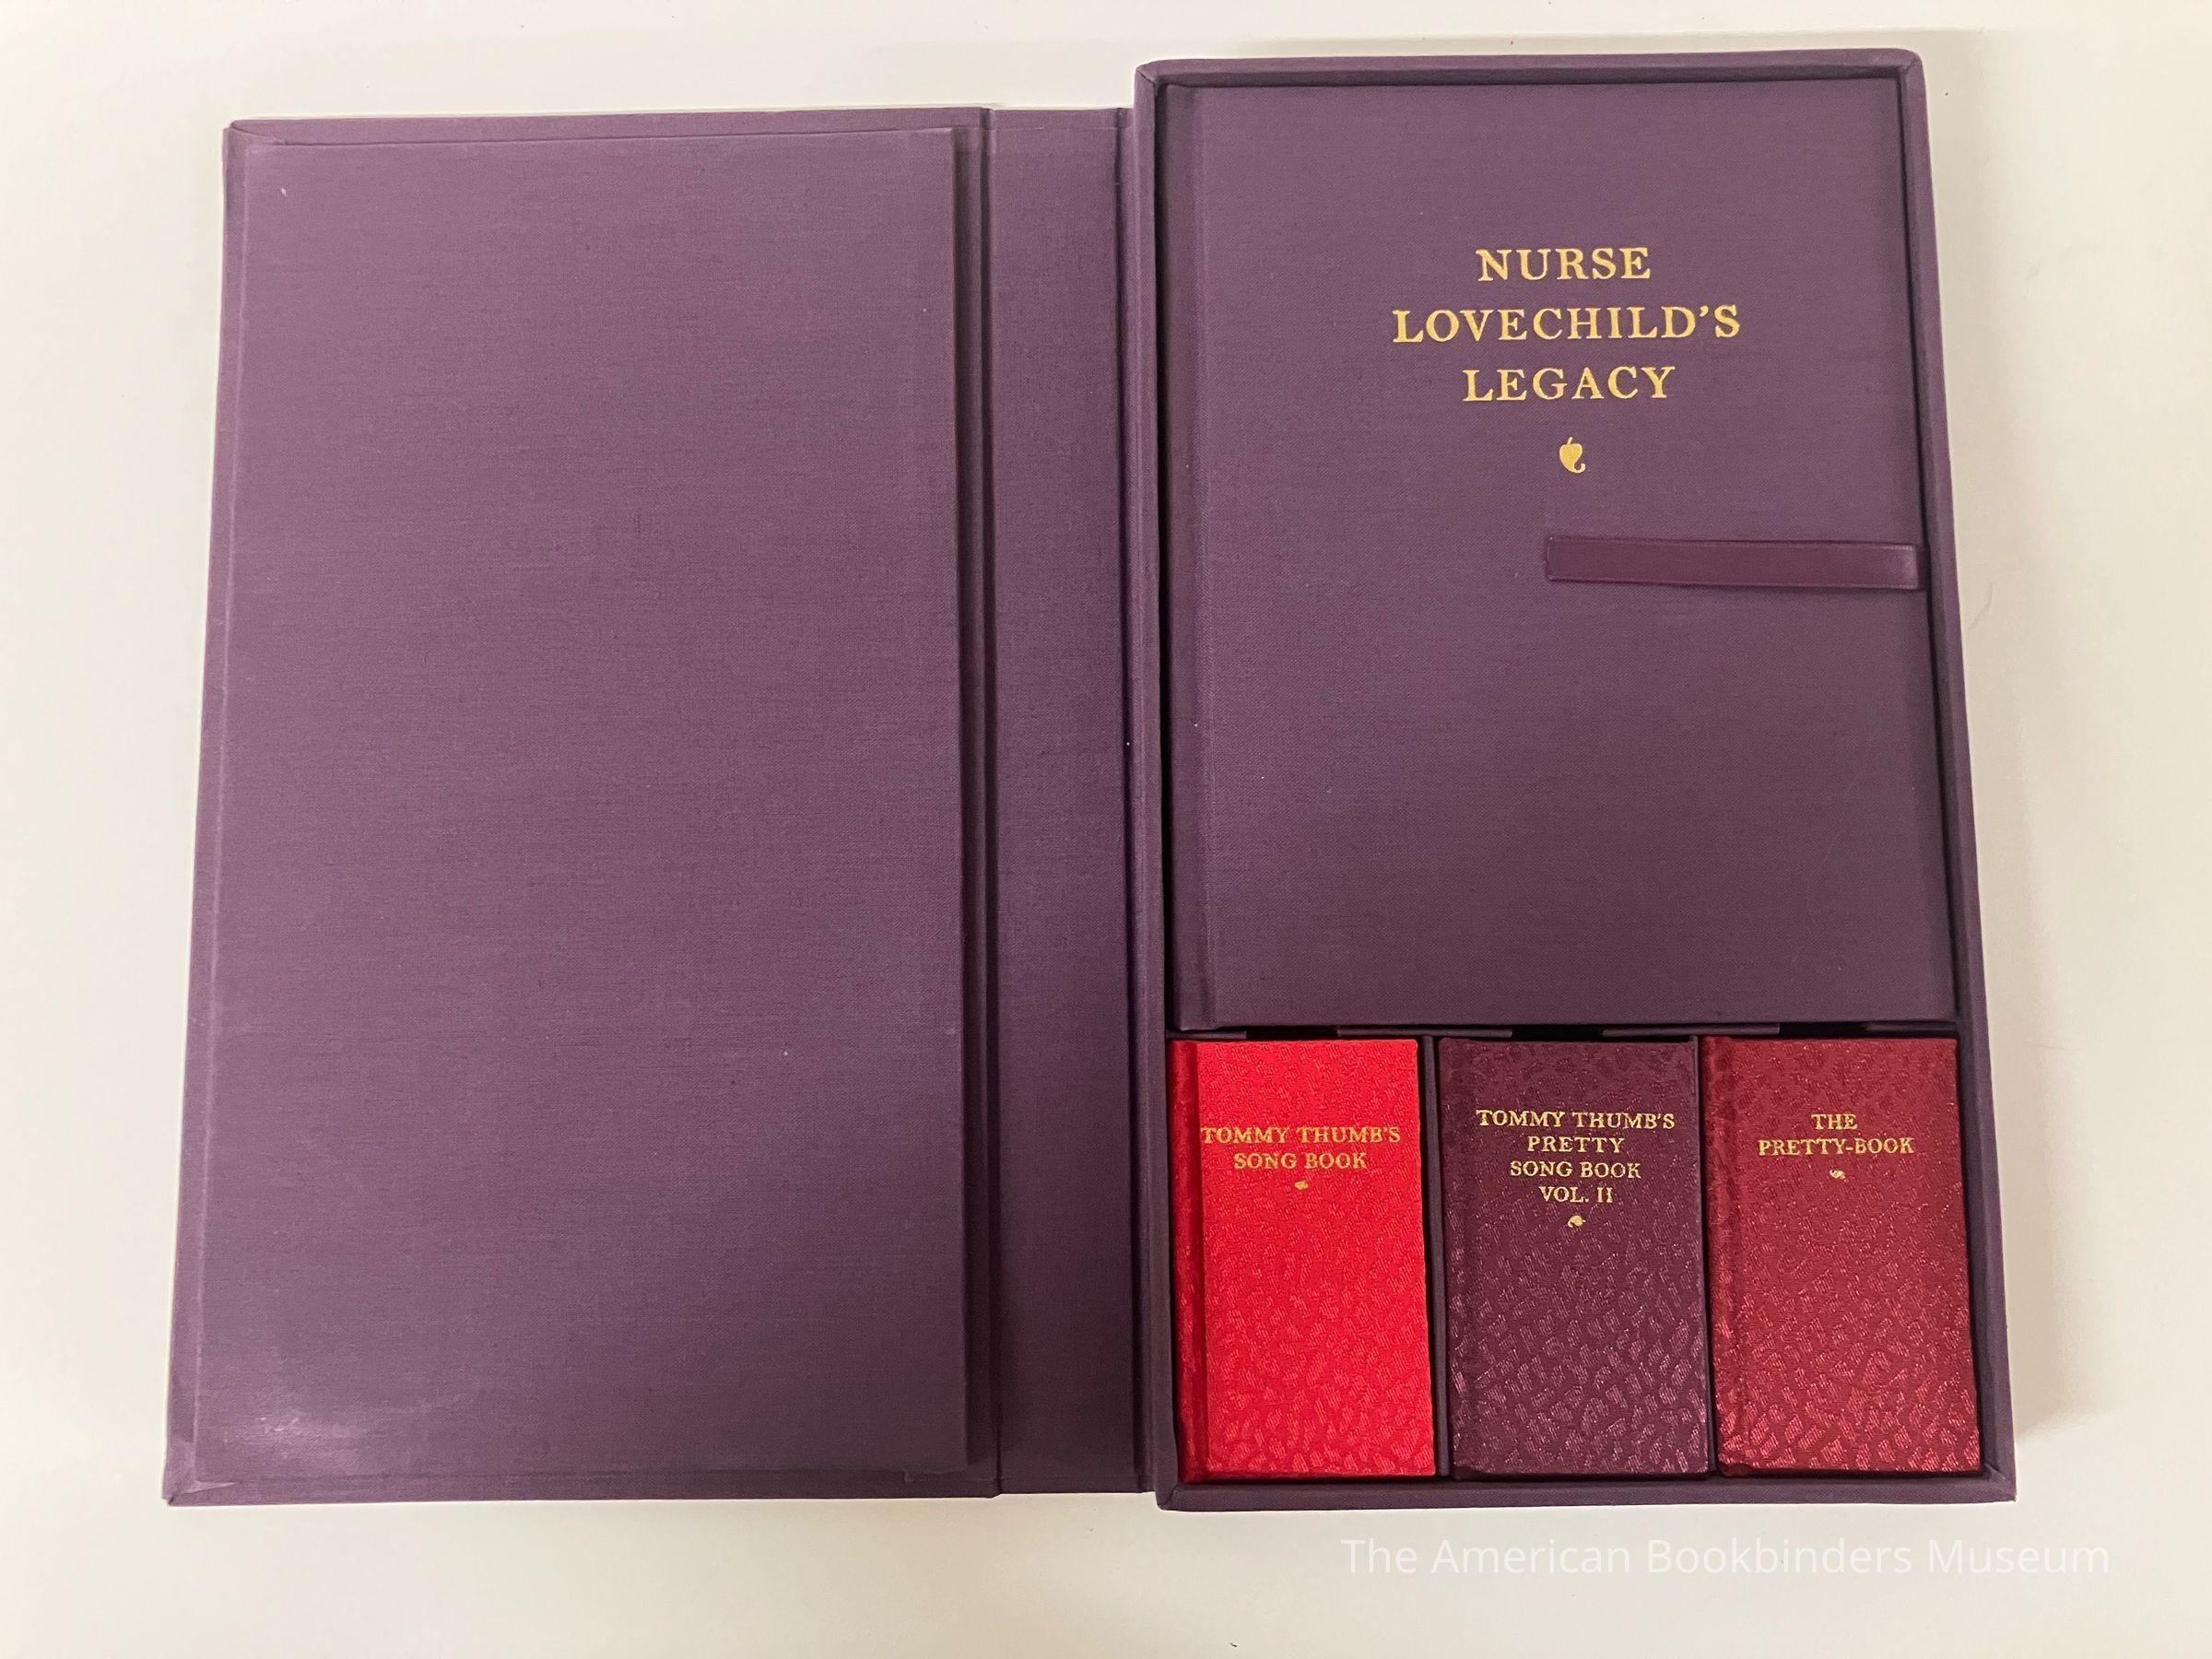 NURSE
LOVECHILD'S
LEGACY
TOMMY THUMB'S
SONG BOOK
TOMMY THUMB'S
PRETTY
SONG BOOK
VOL. II
THE
PRETTY-BOOK
The American Bookbinders Museum